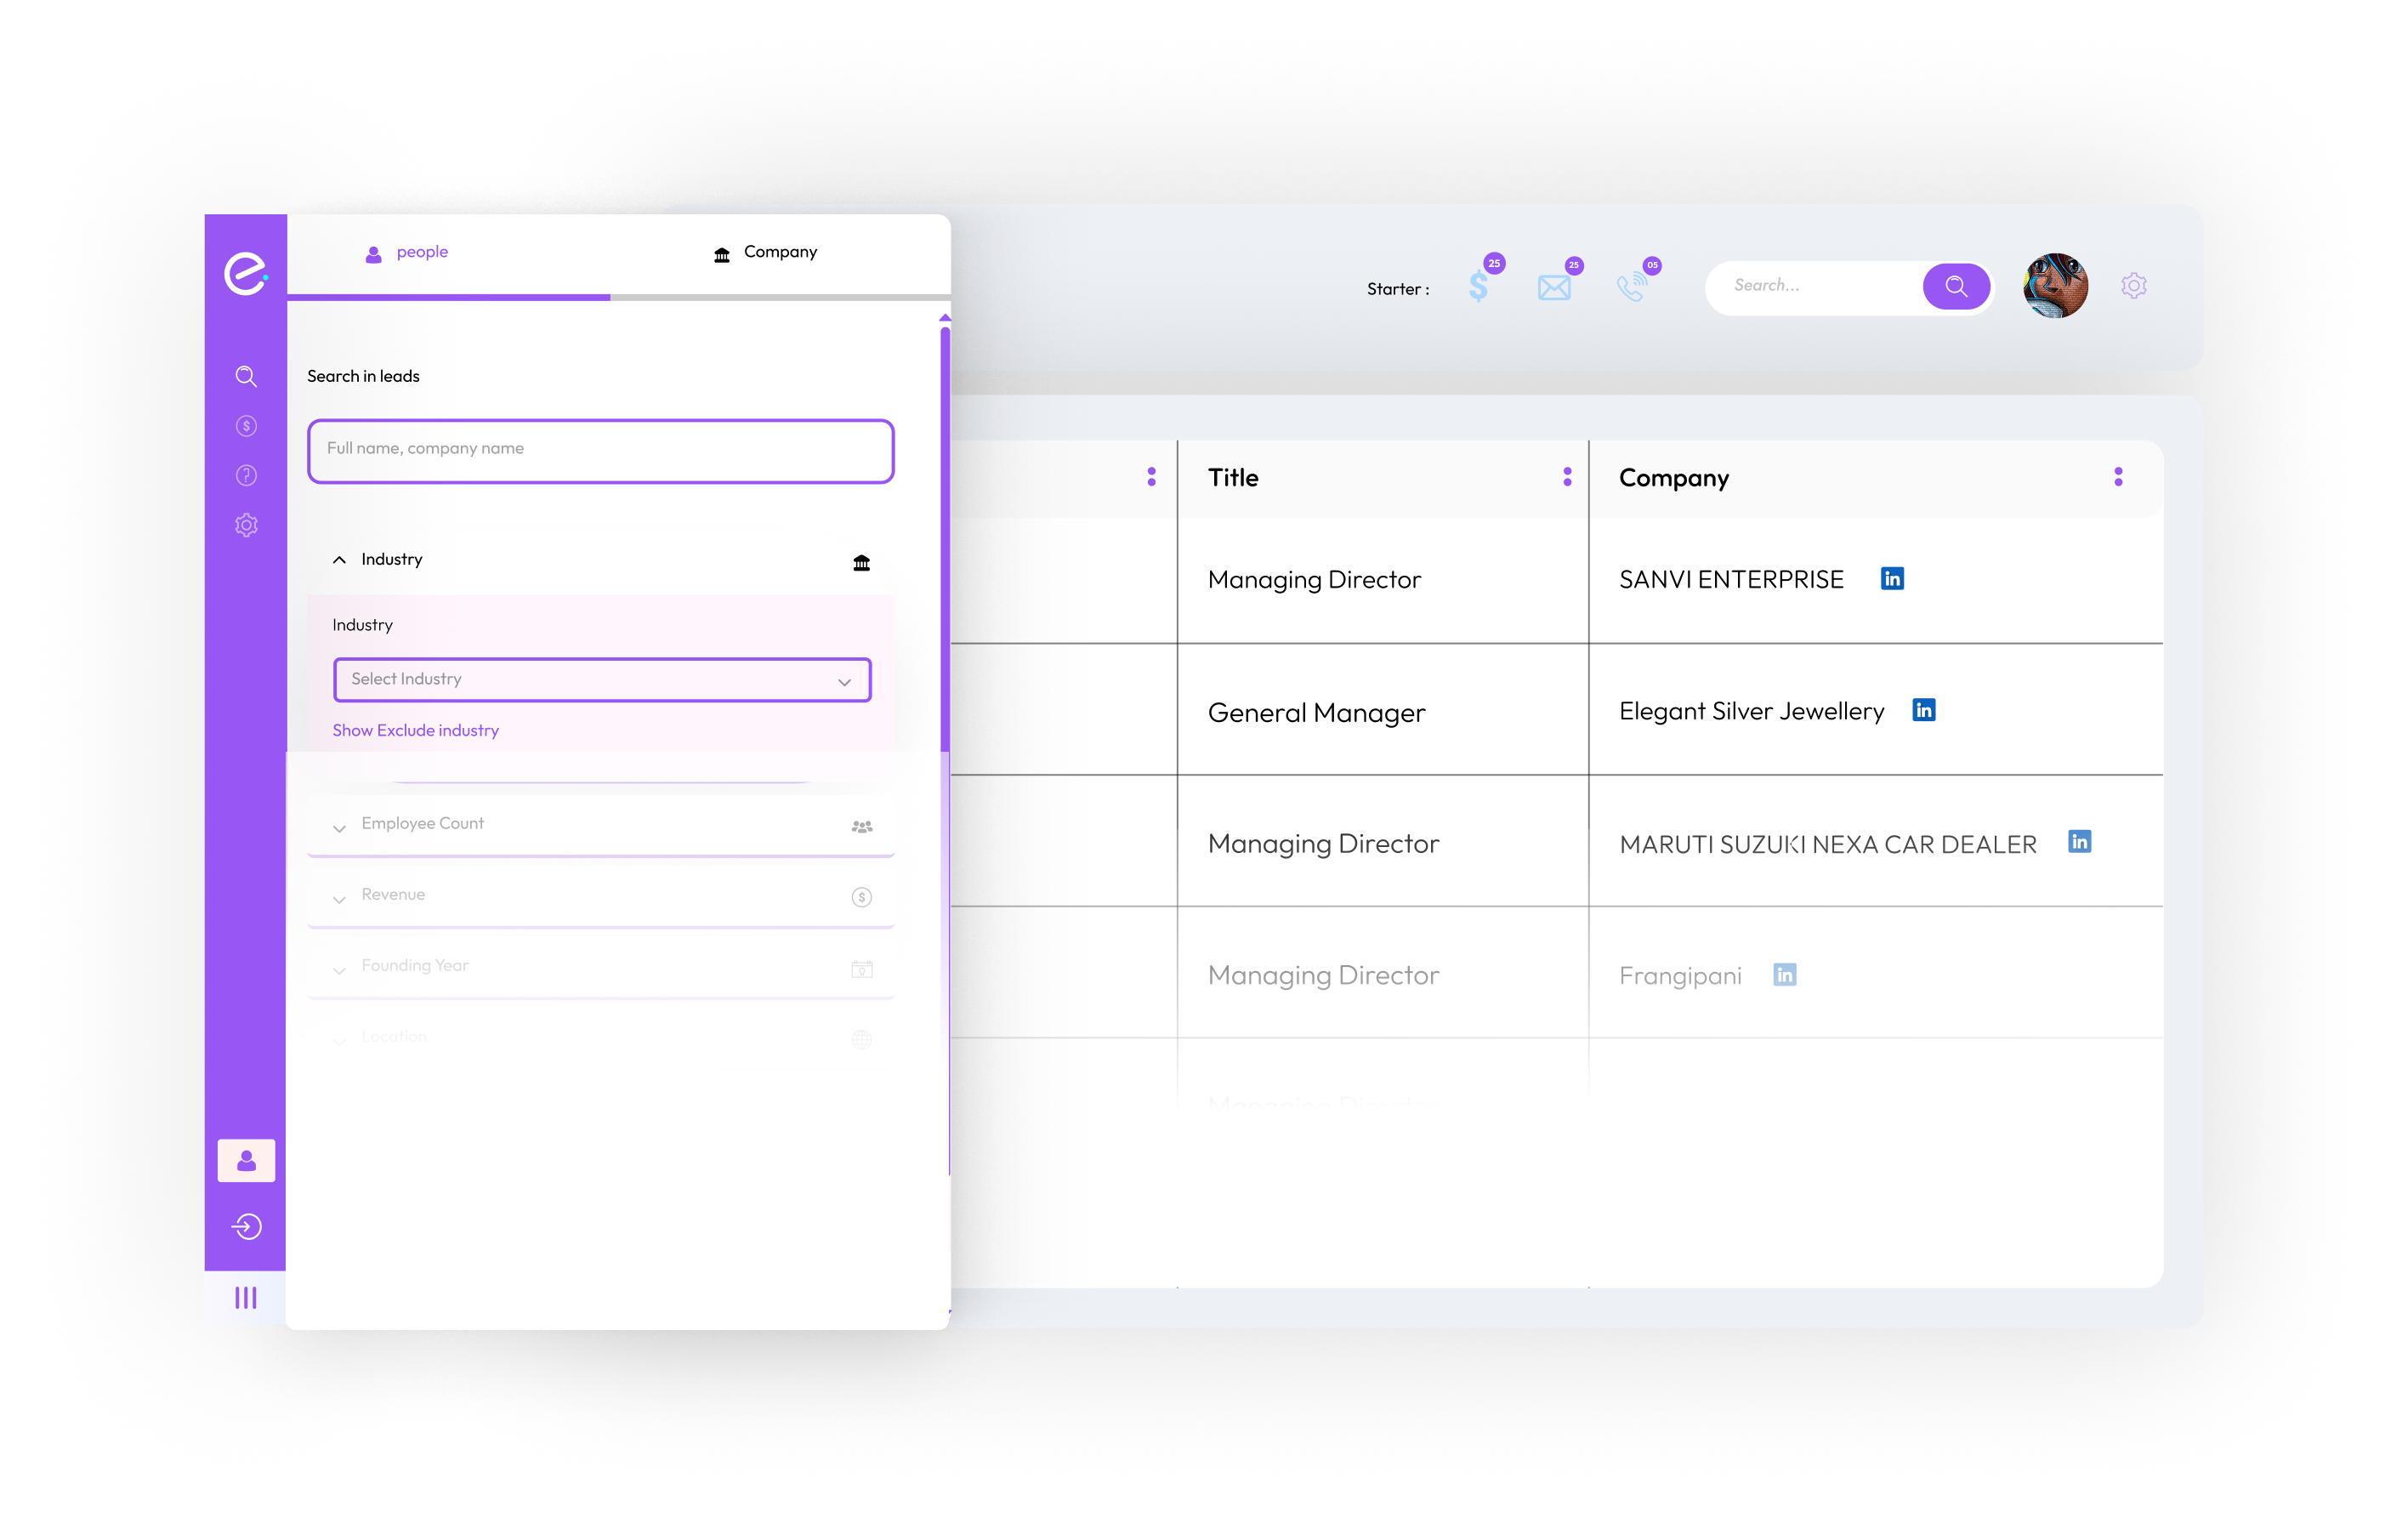 people
Company
Search in leads
Full name, company name
Industry
Industry
Select Industry
Show Exclude industry
Employee Count
Revenue
Founding Year
Location
Starter :
25
25
05
Search...
Title
Company
Managing Director
SANVI ENTERPRISE
in
General Manager
Elegant Silver Jewellery
in
Managing Director
MARUTI SUZUKI NEXA CAR DEALER
in
Managing Director
Frangipani
in
Managing Director